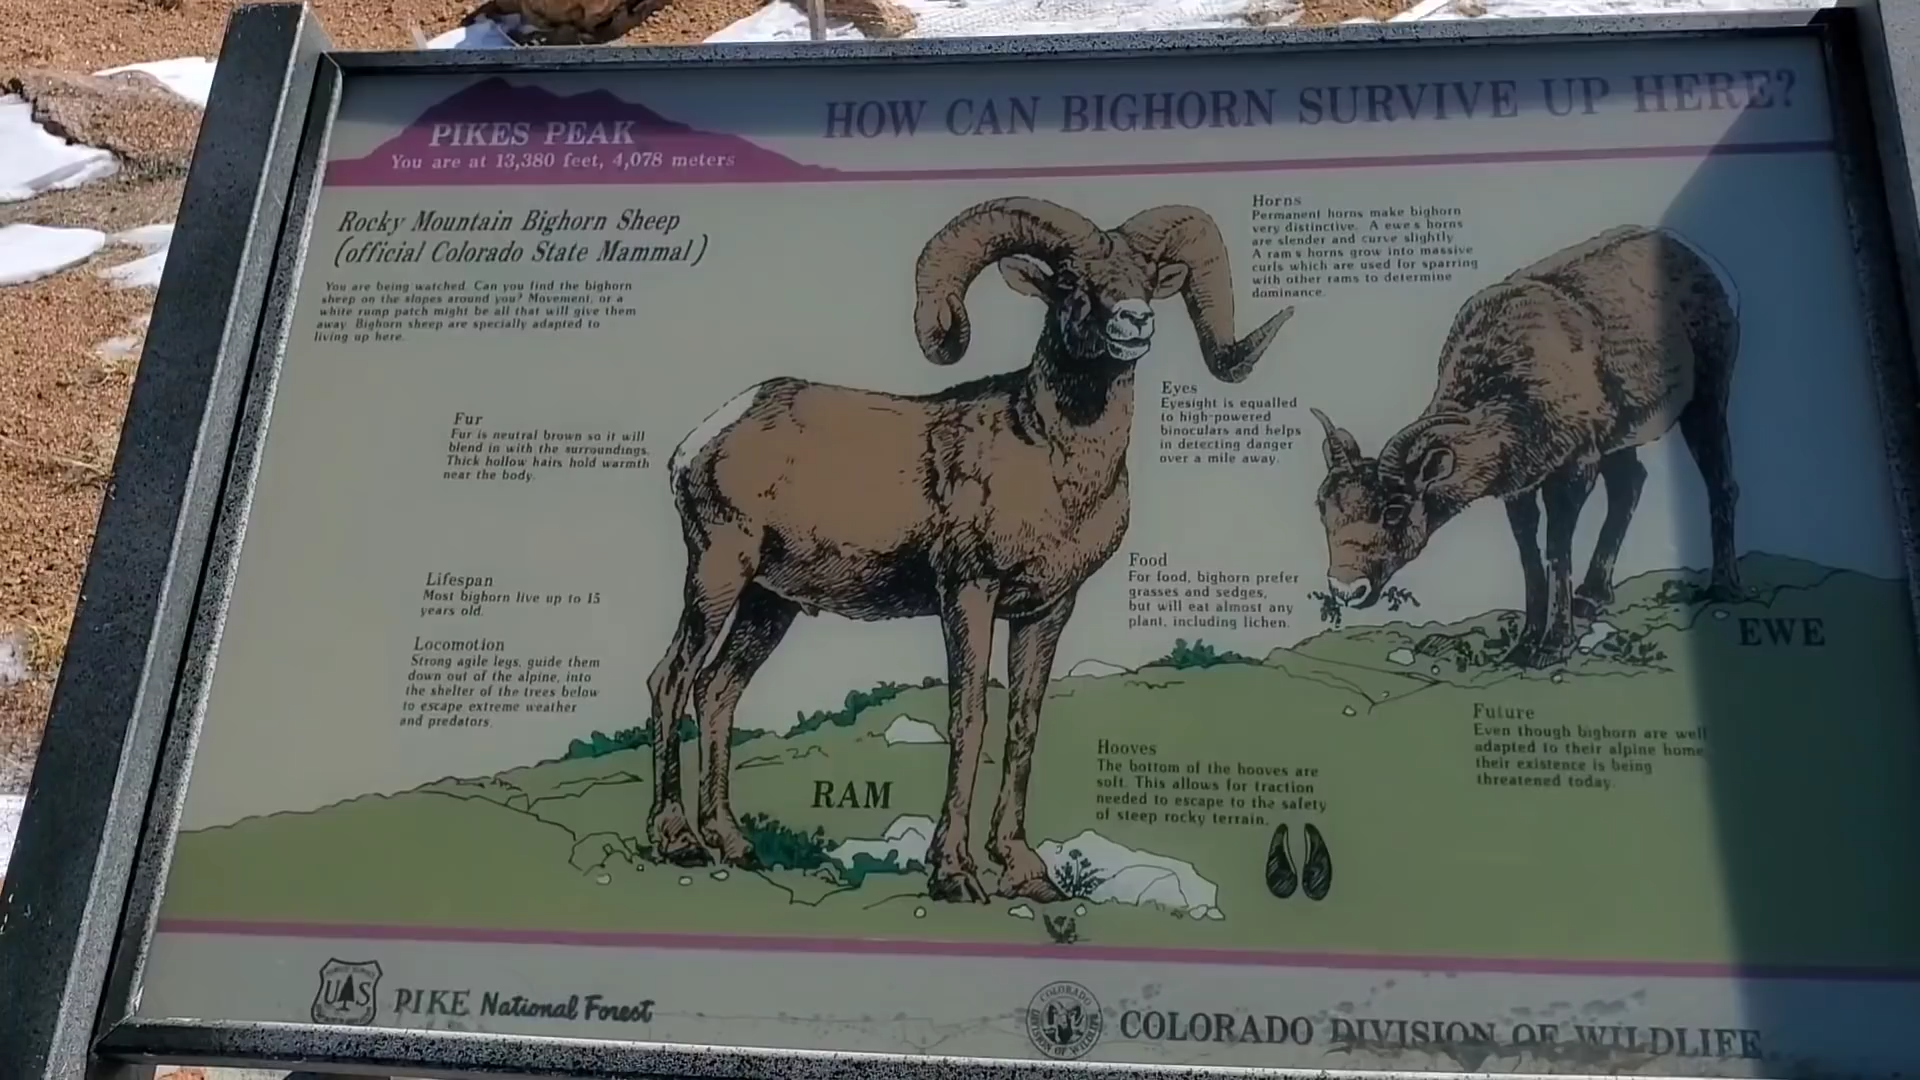 PIKES PEAK
You are at 13,380 feet, 4,078 meters
HOW CAN BIGHORN SURVIVE UP HERE?
Rocky Mountain Bighorn Sheep
(official Colorado State Mammal)
You are being watched. Can you find the bighorn
sheep on the slopes around you? Movement, or a
white rump patch might be all that will give them
away. Bighorn sheep are specially adapted to
living up here.
Horns
Permanent horns make bighorn
very distinctive. A ewe's horns
are slender and curve slightly
A ram's horns grow into massive
curls which are used for sparring
with other rams to determine
dominance.
Eyes
Eyesight is equalled
to high-powered
binoculars and helps
in detecting danger
over a mile away.
Fur
Fur is neutral brown so it will
blend in with the surroundings.
Thick hollow hairs hold warmth
near the body.
Food
For food, bighorn prefer
grasses and sedges,
but will eat almost any
plant, including lichen.
Lifespan
Most bighorn live up to 15
years old.
Locomotion
Strong agile legs, guide them
down out of the alpine, into
the shelter of the trees below
to escape extreme weather
and predators.
EWE
Future
Even though bighorn are well
adapted to their alpine home,
their existence is being
threatened today.
Hooves
The bottom of the hooves are
soft. This allows for traction
needed to escape to the safety
of steep rocky terrain.
RAM
US
PIKE National Forest
COLORADO
DIVISION OF WILDLIFE
COLORADO DIVISION OF WILDLIFE